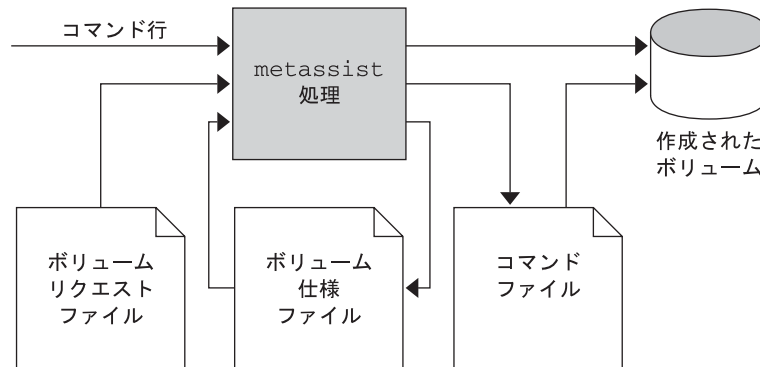 コマンド行
metassist
処理
作成された
ボリューム
ボリューム
リクエスト
ファイル
ボリューム
仕様
ファイル
コマンド
ファイル